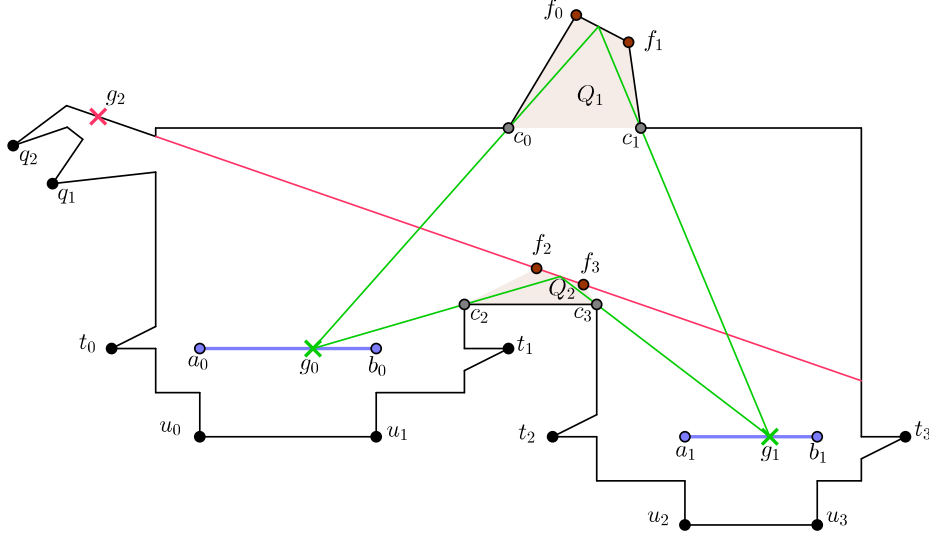 f₀
f₁
g₂
Q₁
q₂
c₀
c₁
q₁
f₂
f₃
Q₂
c₂
c₃
t₀
t₁
a₀
g₀
b₀
u₀
u₁
t₂
t₃
a₁
g₁
b₁
u₂
u₃